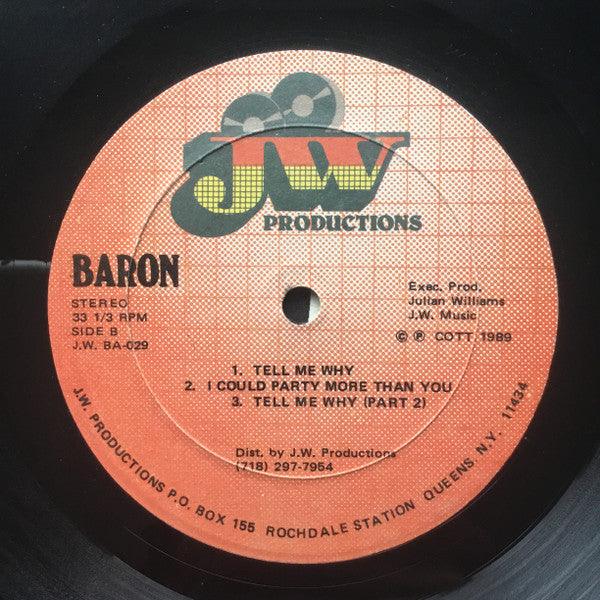 JW
PRODUCTIONS
BARON
STEREO
33 1/3 RPM
SIDE B
J.W. BA-029
Exec. Prod.
Julian Williams
J.W. Music
© ℗ COTT 1989
1. TELL ME WHY
2. I COULD PARTY MORE THAN YOU
3. TELL ME WHY (PART 2)
Dist. by J.W. Productions
(718) 297-7954
J.W. PRODUCTIONS P.O. BOX 155 ROCHDALE STATION QUEENS, N.Y. 11434